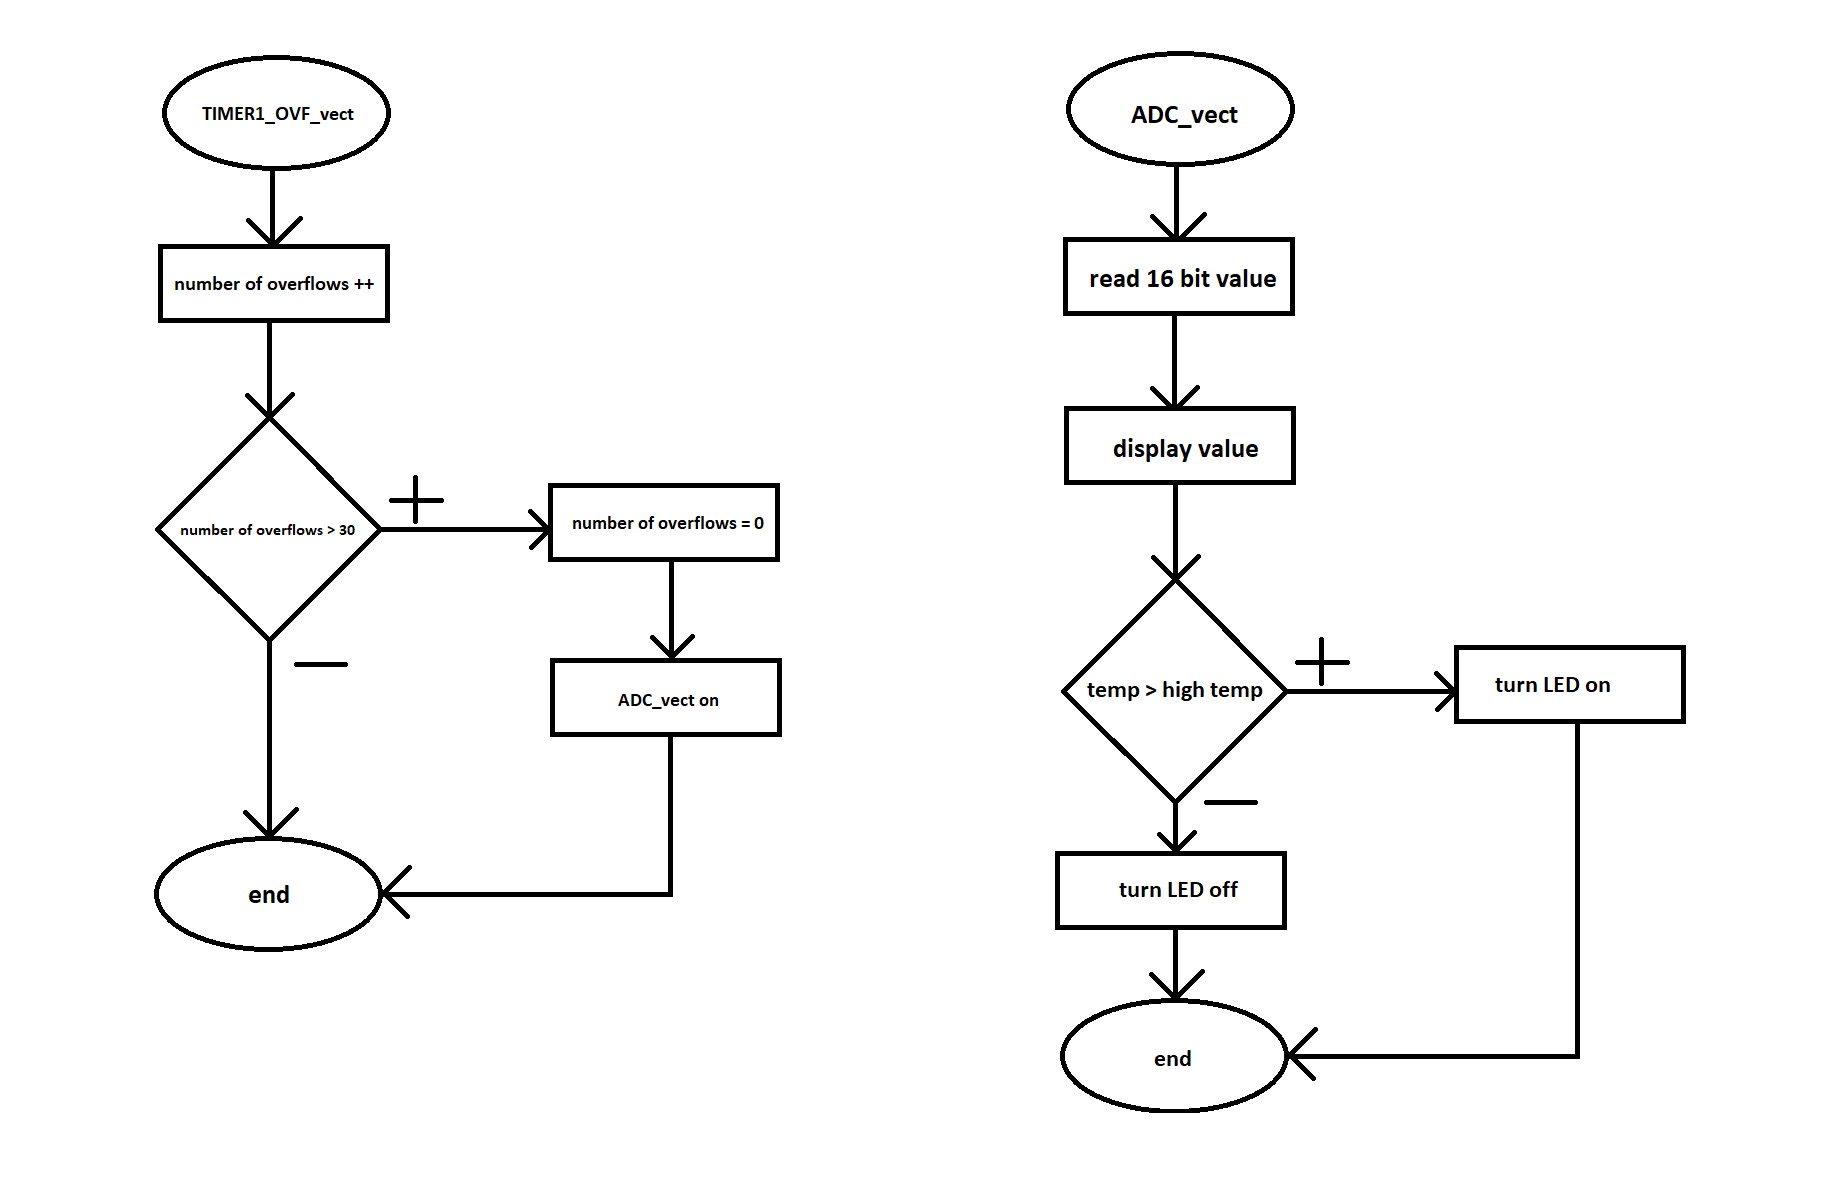 TIMER1_OVF_vect
number of overflows ++
number of overflows > 30
+
number of overflows = 0
—
ADC_vect on
end
ADC_vect
read 16 bit value
display value
temp > high temp
+
turn LED on
—
turn LED off
end